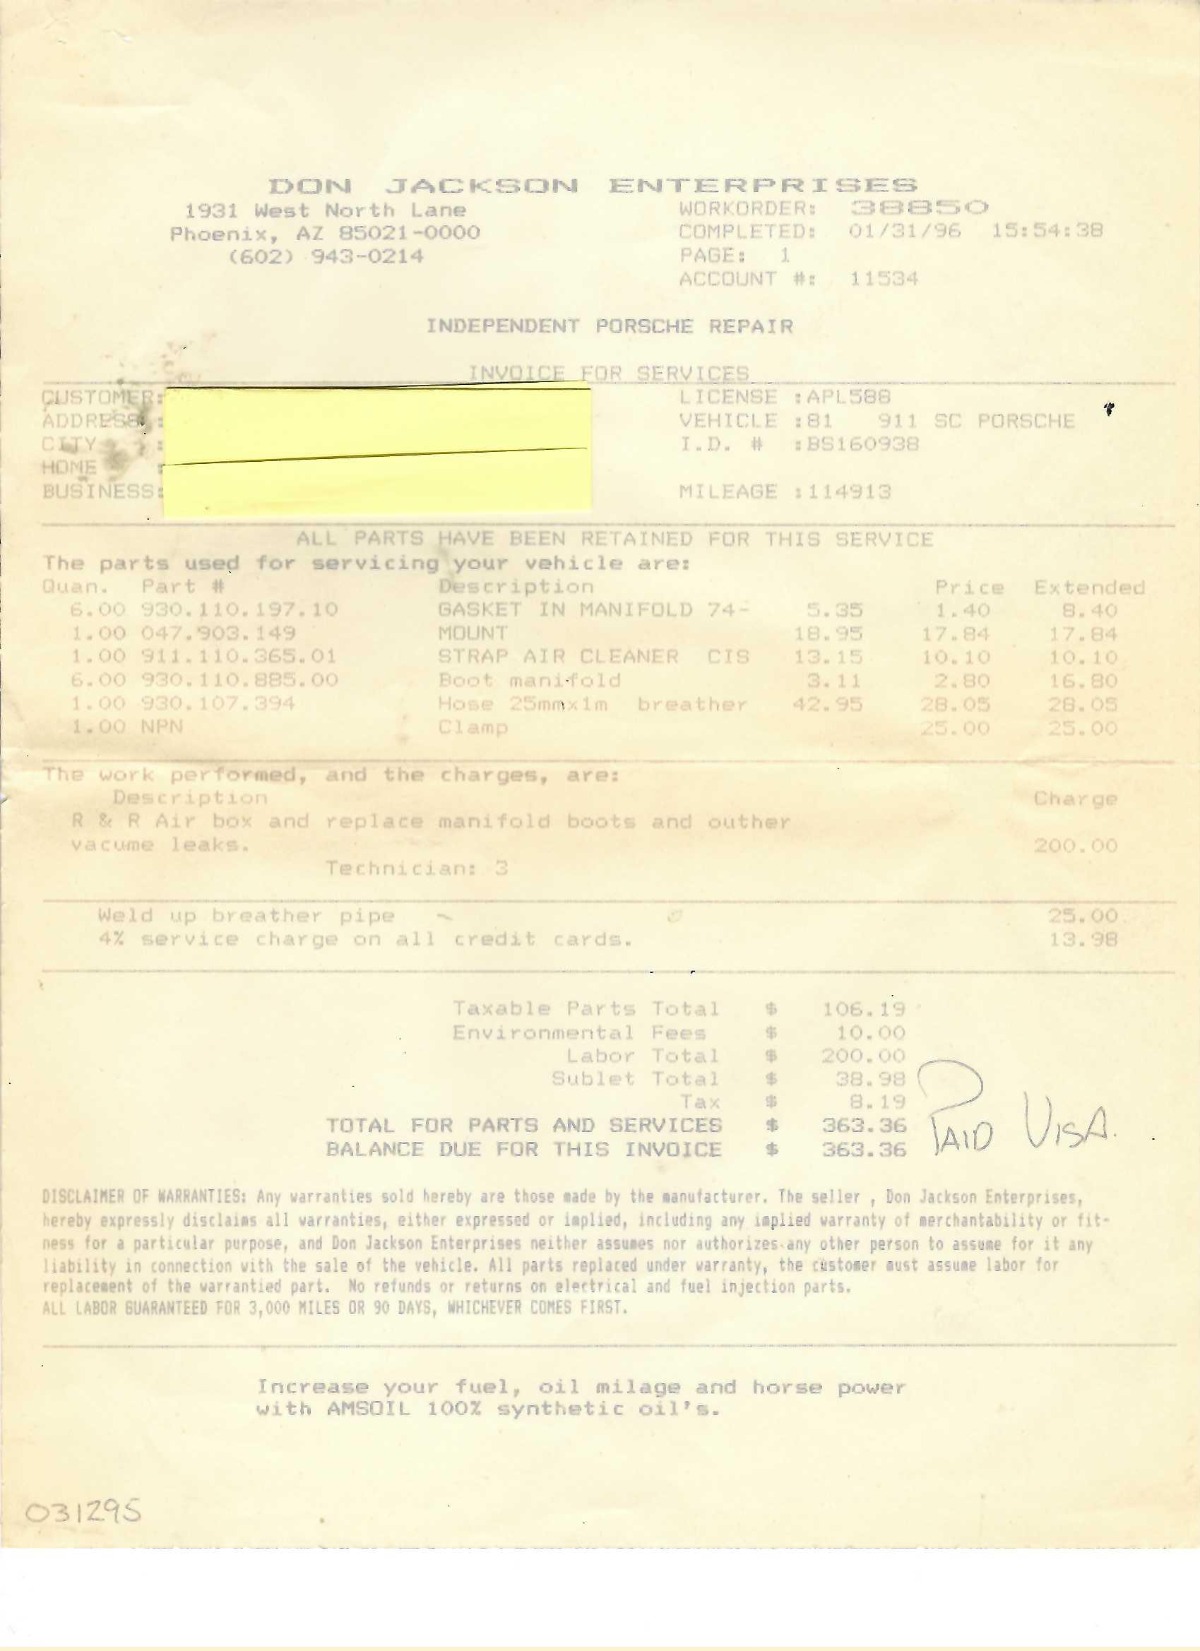 DON JACKSON ENTERPRISES
1931 West North Lane
Phoenix, AZ 85021-0000
(602) 943-0214
WORKORDER: 38850
COMPLETED: 01/31/96 15:54:38
PAGE: 1
ACCOUNT #: 11534
INDEPENDENT PORSCHE REPAIR
INVOICE FOR SERVICES
CUSTOMER:
ADDRESS :
CITY :
HOME :
BUSINESS:
LICENSE :APL588
VEHICLE :81 911 SC PORSCHE
I.D. # :BS160938
MILEAGE :114913
ALL PARTS HAVE BEEN RETAINED FOR THIS SERVICE
The parts used for servicing your vehicle are:
Quan. Part # Description Price Extended
6.00 930.110.197.10 GASKET IN MANIFOLD 74- 5.35 1.40 8.40
1.00 047.903.149 MOUNT 18.95 17.84 17.84
1.00 911.110.365.01 STRAP AIR CLEANER CIS 13.15 10.10 10.10
6.00 930.110.885.00 Boot manifold 3.11 2.80 16.80
1.00 930.107.394 Hose 25mmx1m breather 42.95 28.05 28.05
1.00 NPN Clamp 25.00 25.00
The work performed, and the charges, are:
Description Charge
R & R Air box and replace manifold boots and outher
vacume leaks. 200.00
Technician: 3
Weld up breather pipe 25.00
4% service charge on all credit cards. 13.98
Taxable Parts Total $ 106.19
Environmental Fees $ 10.00
Labor Total $ 200.00
Sublet Total $ 38.98
Tax $ 8.19
TOTAL FOR PARTS AND SERVICES $ 363.36
BALANCE DUE FOR THIS INVOICE $ 363.36
PAID VISA
DISCLAIMER OF WARRANTIES: Any warranties sold hereby are those made by the manufacturer. The seller , Don Jackson Enterprises,
hereby expressly disclaims all warranties, either expressed or implied, including any implied warranty of merchantability or fit-
ness for a particular purpose, and Don Jackson Enterprises neither assumes nor authorizes any other person to assume for it any
liability in connection with the sale of the vehicle. All parts replaced under warranty, the customer must assume labor for
replacement of the warrantied part. No refunds or returns on electrical and fuel injection parts.
ALL LABOR GUARANTEED FOR 3,000 MILES OR 90 DAYS, WHICHEVER COMES FIRST.
Increase your fuel, oil milage and horse power
with AMSOIL 100% synthetic oil's.
031295